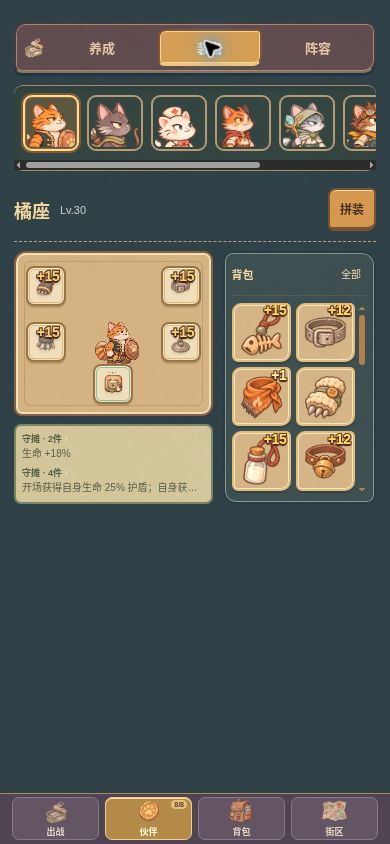 养成
阵容
橘座 Lv.30
拼装
+15
+15
+15
+15
守摊 · 2件
生命 +18%
守摊 · 4件
开场获得自身生命 25% 护盾；自身获...
背包 全部
+15
+12
+1
+15
+12
出战
伙伴
8/8
背包
街区